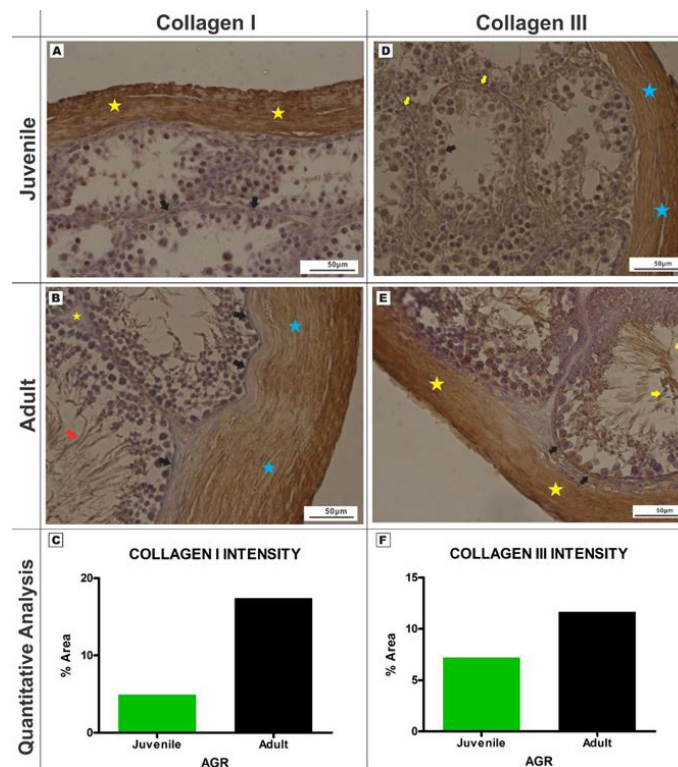 Collagen I
Collagen III
Juvenile
A
50µm
D
50µm
Adult
B
50µm
E
50µm
Quantitative Analysis
C
COLLAGEN I INTENSITY
% Area
20
10
0
Juvenile
Adult
AGR
F
COLLAGEN III INTENSITY
% Area
15
10
5
0
Juvenile
Adult
AGR